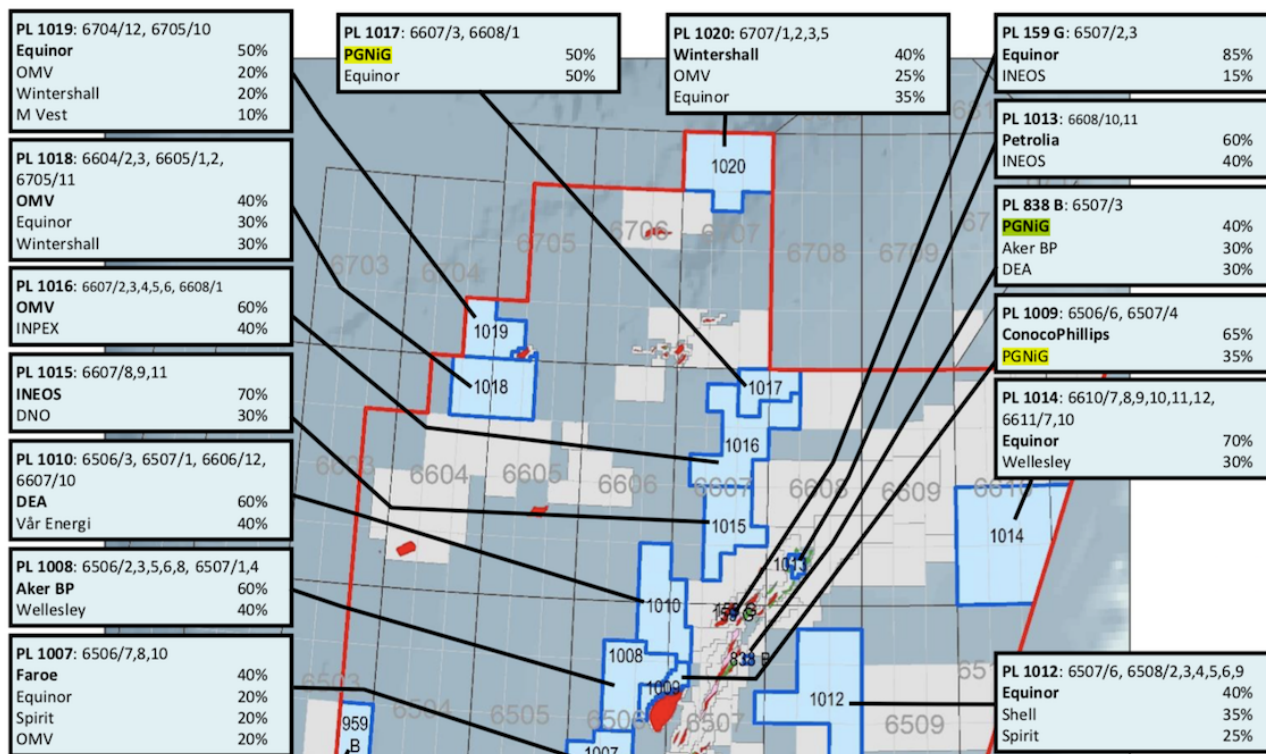 PL 1019: 6704/12, 6705/10
Equinor 50%
OMV 20%
Wintershall 20%
M Vest 10%
PL 1018: 6604/2,3, 6605/1,2,
6705/11
OMV 40%
Equinor 30%
Wintershall 30%
PL 1016: 6607/2,3,4,5,6, 6608/1
OMV 60%
INPEX 40%
PL 1015: 6607/8,9,11
INEOS 70%
DNO 30%
PL 1010: 6506/3, 6507/1, 6606/12,
6607/10
DEA 60%
Vår Energi 40%
PL 1008: 6506/2,3,5,6,8, 6507/1,4
Aker BP 60%
Wellesley 40%
PL 1007: 6506/7,8,10
Faroe 40%
Equinor 20%
Spirit 20%
OMV 20%
PL 1017: 6607/3, 6608/1
PGNiG 50%
Equinor 50%
PL 1020: 6707/1,2,3,5
Wintershall 40%
OMV 25%
Equinor 35%
PL 159 G: 6507/2,3
Equinor 85%
INEOS 15%
PL 1013: 6608/10,11
Petrolia 60%
INEOS 40%
PL 838 B: 6507/3
PGNiG 40%
Aker BP 30%
DEA 30%
PL 1009: 6506/6, 6507/4
ConocoPhillips 65%
PGNiG 35%
PL 1014: 6610/7,8,9,10,11,12,
6611/7,10
Equinor 70%
Wellesley 30%
PL 1012: 6507/6, 6508/2,3,4,5,6,9
Equinor 40%
Shell 35%
Spirit 25%
1020
6703 6704 6705 6706 6707 6708 6709
1019
1018
1017
1016
6603 6604 6605 6606 6607 6608 6609 6610
1015
1014
1013
1010
159 G
1008
838 B
1009
1012
6503 6504 6505 6506 6507 6509
959
B
1007